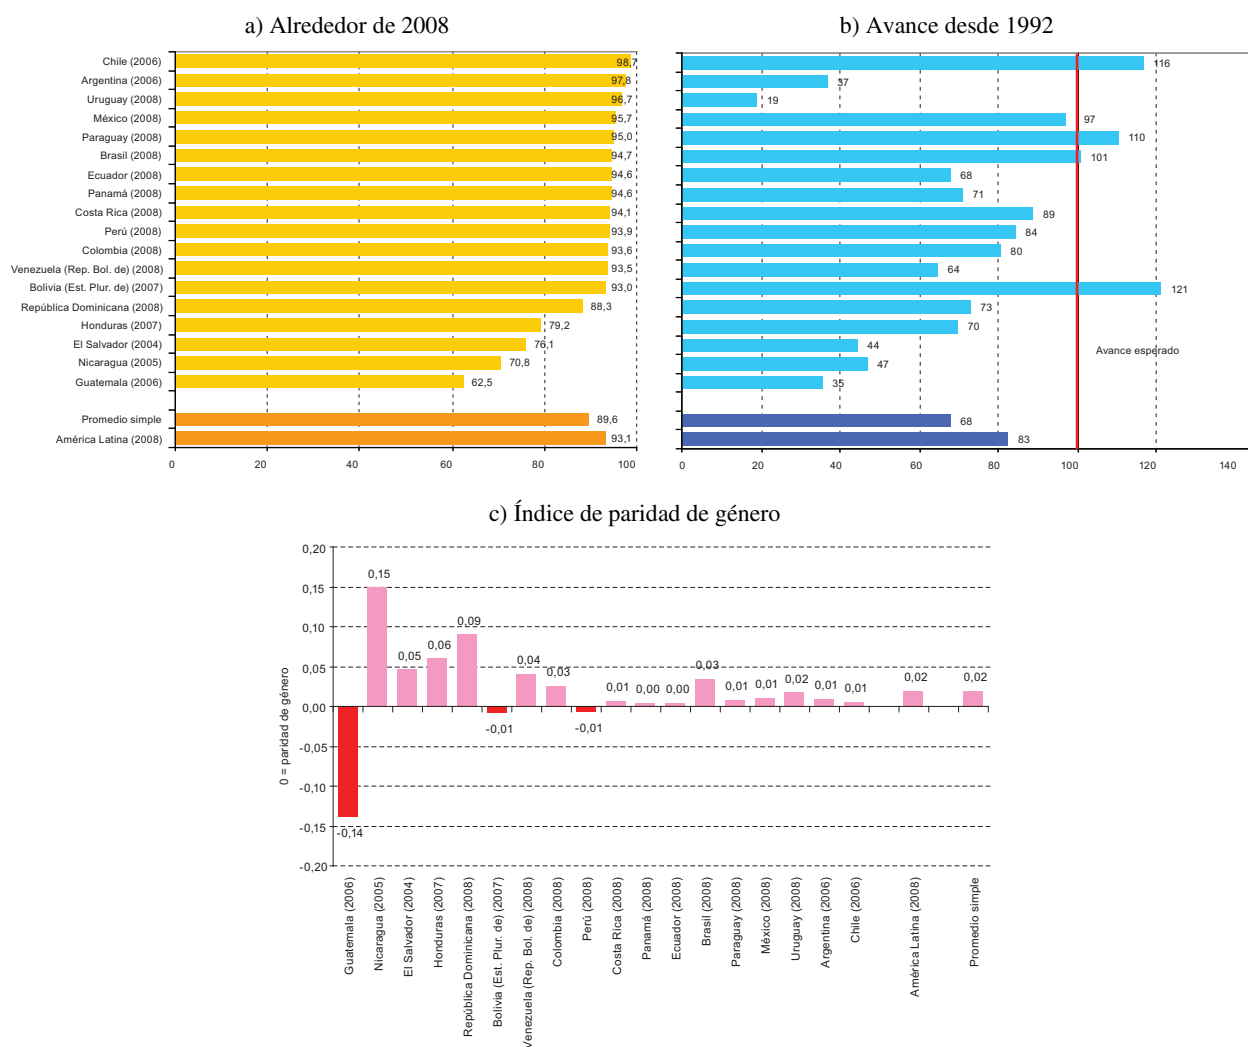 a) Alrededor de 2008
b) Avance desde 1992
Chile (2006) 98,7 116
Argentina (2006) 97,8 37
Uruguay (2008) 96,7 19
México (2008) 95,7 97
Paraguay (2008) 95,0 110
Brasil (2008) 94,7 101
Ecuador (2008) 94,6 68
Panamá (2008) 94,6 71
Costa Rica (2008) 94,1 89
Perú (2008) 93,9 84
Colombia (2008) 93,6 80
Venezuela (Rep. Bol. de) (2008) 93,5 64
Bolivia (Est. Plur. de) (2007) 93,0 121
República Dominicana (2008) 88,3 73
Honduras (2007) 79,2 70
El Salvador (2004) 76,1 44
Avance esperado
Nicaragua (2005) 70,8 47
Guatemala (2006) 62,5 35
Promedio simple 89,6 68
América Latina (2008) 93,1 83
0 20 40 60 80 100
0 20 40 60 80 100 120 140
c) Índice de paridad de género
0 = paridad de género
0,20
0,15
0,10
0,05
0,00
-0,05
-0,10
-0,15
-0,20
-0,14 0,15 0,05 0,06 0,09 -0,01 0,04 0,03 -0,01 0,01 0,00 0,00 0,03 0,01 0,01 0,02 0,01 0,01 0,02 0,02
Guatemala (2006)
Nicaragua (2005)
El Salvador (2004)
Honduras (2007)
República Dominicana (2008)
Bolivia (Est. Plur. de) (2007)
Venezuela (Rep. Bol. de) (2008)
Colombia (2008)
Perú (2008)
Costa Rica (2008)
Panamá (2008)
Ecuador (2008)
Brasil (2008)
Paraguay (2008)
México (2008)
Uruguay (2008)
Argentina (2006)
Chile (2006)
América Latina (2008)
Promedio simple